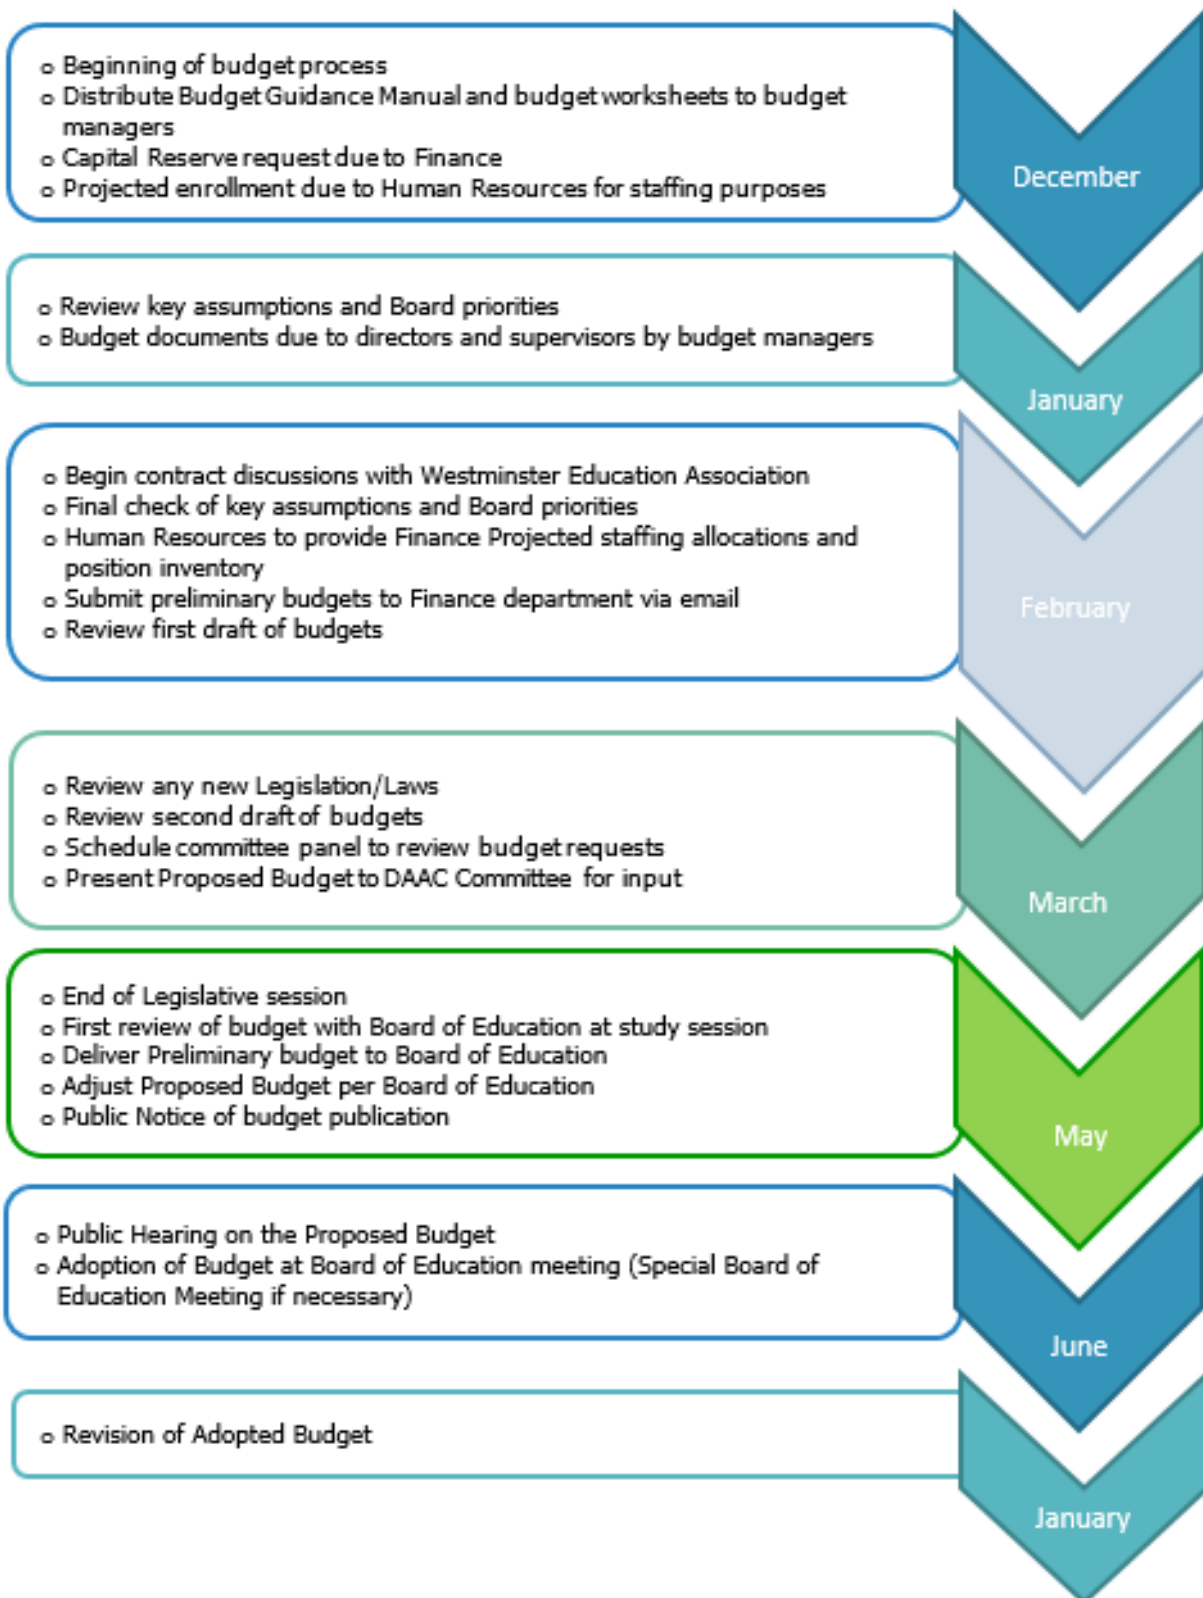 o Beginning of budget process
o Distribute Budget Guidance Manual and budget worksheets to budget
managers
o Capital Reserve request due to Finance
o Projected enrollment due to Human Resources for staffing purposes
December
o Review key assumptions and Board priorities
o Budget documents due to directors and supervisors by budget managers
January
o Begin contract discussions with Westminster Education Association
o Final check of key assumptions and Board priorities
o Human Resources to provide Finance Projected staffing allocations and
position inventory
o Submit preliminary budgets to Finance department via email
o Review first draft of budgets
February
o Review any new Legislation/Laws
o Review second draft of budgets
o Schedule committee panel to review budget requests
o Present Proposed Budget to DAAC Committee for input
March
o End of Legislative session
o First review of budget with Board of Education at study session
o Deliver Preliminary budget to Board of Education
o Adjust Proposed Budget per Board of Education
o Public Notice of budget publication
May
o Public Hearing on the Proposed Budget
o Adoption of Budget at Board of Education meeting (Special Board of
Education Meeting if necessary)
June
o Revision of Adopted Budget
January